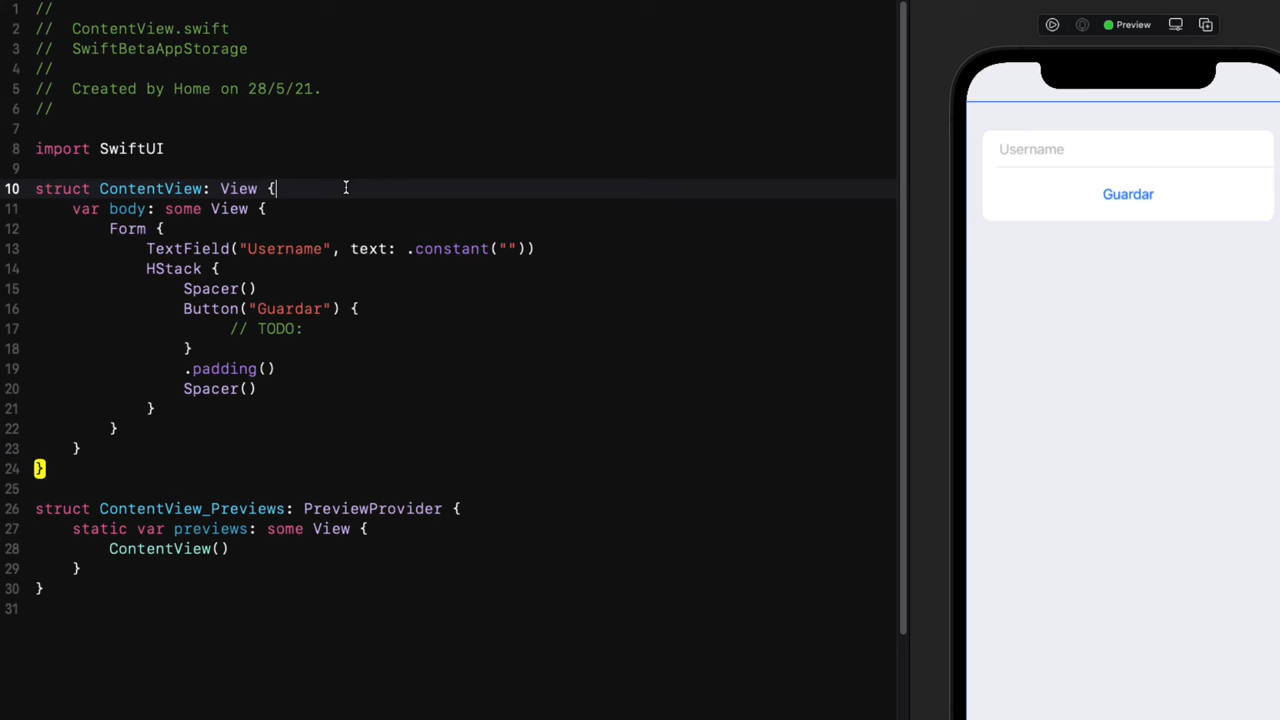 1 //
2 //  ContentView.swift
3 //  SwiftBetaAppStorage
4 //
5 //  Created by Home on 28/5/21.
6 //
7
8 import SwiftUI
9
10 struct ContentView: View {
11     var body: some View {
12         Form {
13             TextField("Username", text: .constant(""))
14             HStack {
15                 Spacer()
16                 Button("Guardar") {
17                      // TODO:
18                 }
19                 .padding()
20                 Spacer()
21             }
22         }
23     }
24 }
25
26 struct ContentView_Previews: PreviewProvider {
27     static var previews: some View {
28         ContentView()
29     }
30 }
31
Preview
Username
Guardar